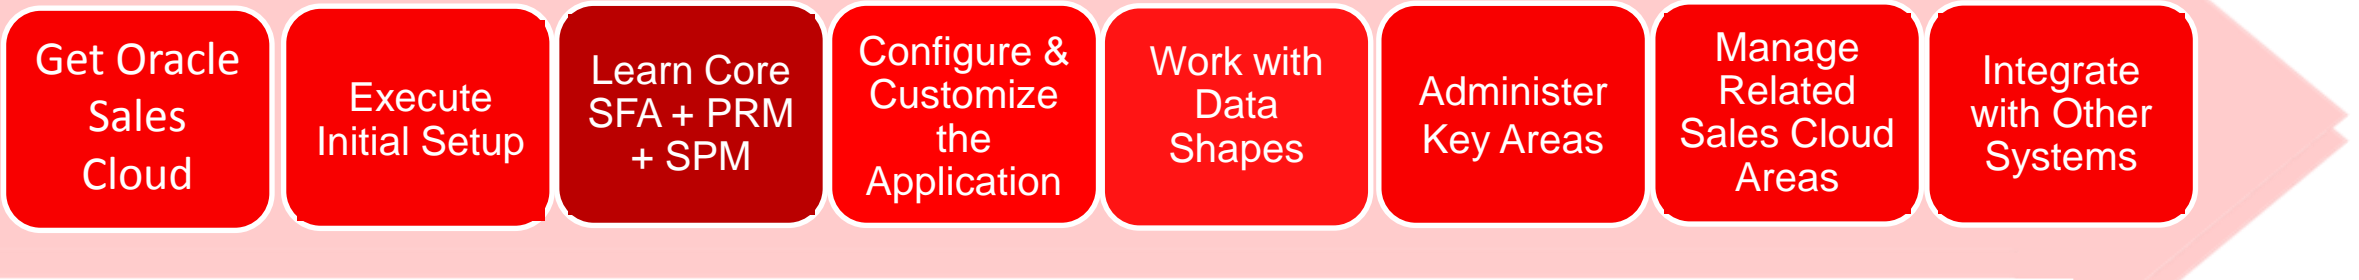 Get Oracle
Sales
Cloud
Execute
Initial Setup
Learn Core
SFA + PRM
+ SPM
Configure &
Customize
the
Application
Work with
Data
Shapes
Administer
Key Areas
Manage
Related
Sales Cloud
Areas
Integrate
with Other
Systems